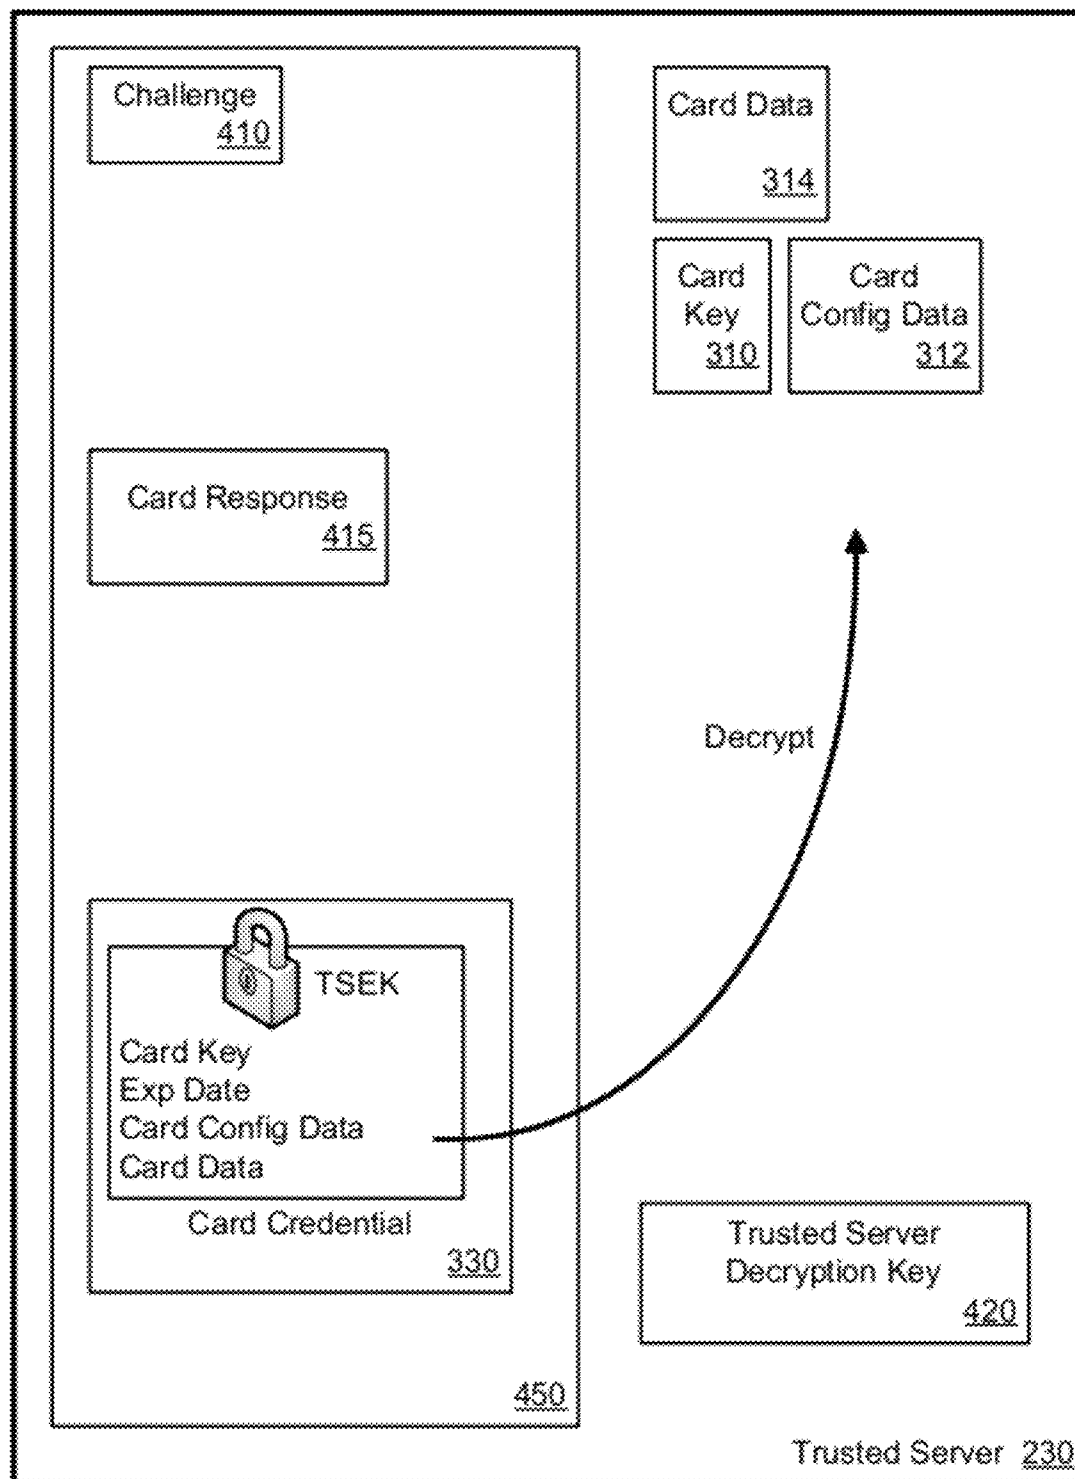 Challenge
410
Card Data
314
Card
Key
310
Card
Config Data
312
Card Response
415
Decrypt
TSEK
Card Key
Exp Date
Card Config Data
Card Data
Card Credential
330
Trusted Server
Decryption Key
420
450
Trusted Server 230